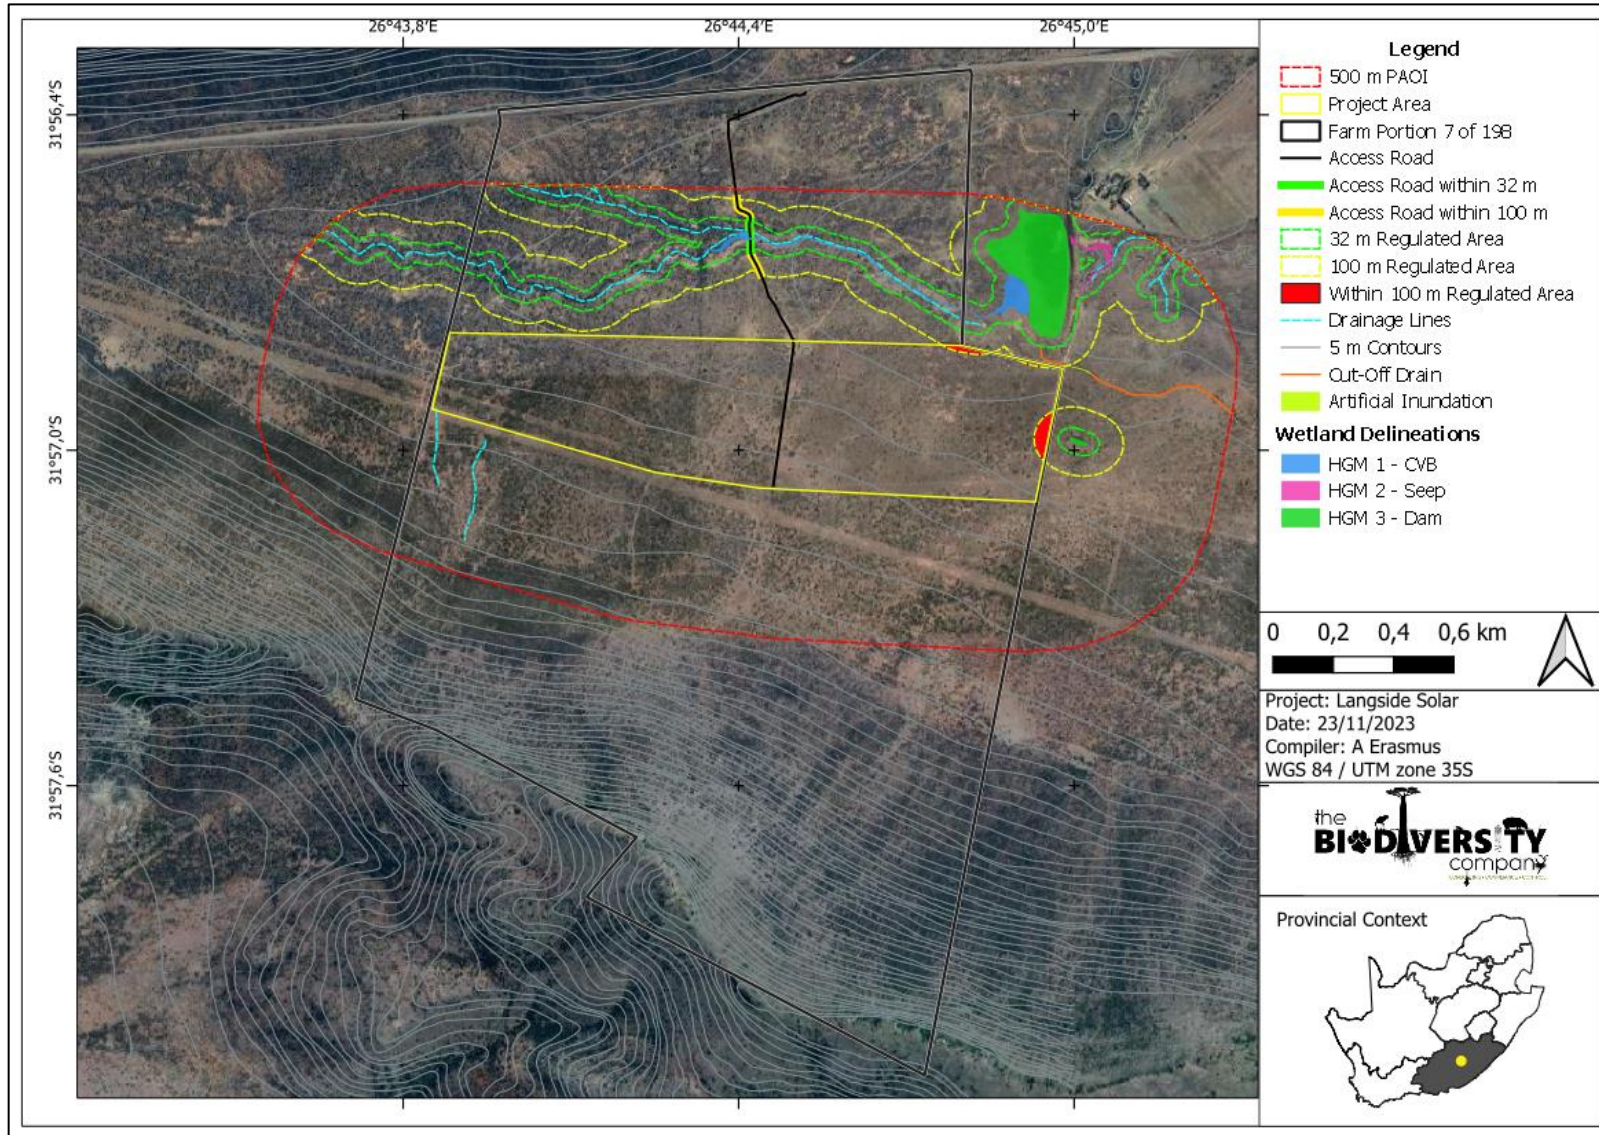 26°43,8'E
26°44,4'E
26°45,0'E
31°56,4'S
31°57,0'S
31°57,6'S
Legend
500 m PAOI
Project Area
Farm Portion 7 of 198
Access Road
Access Road within 32 m
Access Road within 100 m
32 m Regulated Area
100 m Regulated Area
Within 100 m Regulated Area
Drainage Lines
5 m Contours
Cut-Off Drain
Artificial Inundation
Wetland Delineations
HGM 1 - CVB
HGM 2 - Seep
HGM 3 - Dam
0 0,2 0,4 0,6 km
Project: Langside Solar
Date: 23/11/2023
Compiler: A Erasmus
WGS 84 / UTM zone 35S
the
BIODIVERSITY
company
Provincial Context